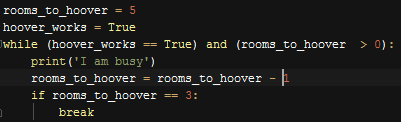 rooms_to_hoover = 5
hoover_works = True
while (hoover_works == True) and (rooms_to_hoover  > 0):
    print('I am busy')
    rooms_to_hoover = rooms_to_hoover - 1
    if rooms_to_hoover == 3:
        break